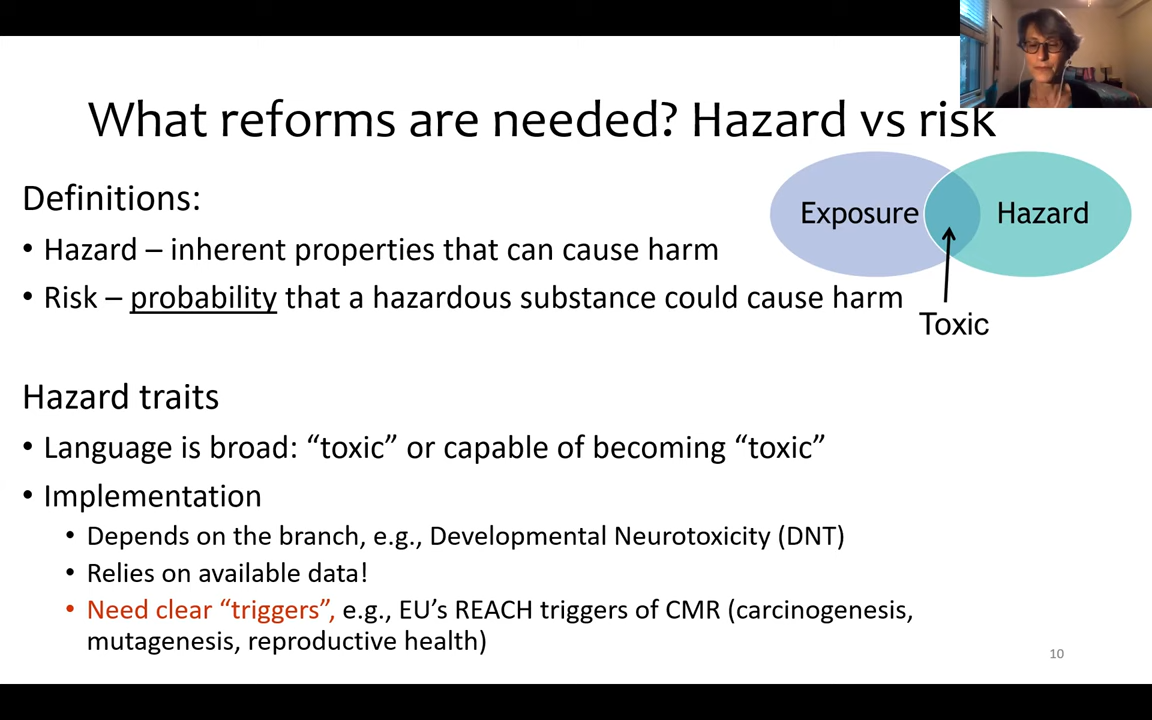 What reforms are needed? Hazard vs risk
Definitions:
• Hazard – inherent properties that can cause harm
• Risk – probability that a hazardous substance could cause harm
Exposure
Hazard
Toxic
Hazard traits
• Language is broad: “toxic” or capable of becoming “toxic”
• Implementation
• Depends on the branch, e.g., Developmental Neurotoxicity (DNT)
• Relies on available data!
• Need clear “triggers”, e.g., EU’s REACH triggers of CMR (carcinogenesis,
mutagenesis, reproductive health)
10